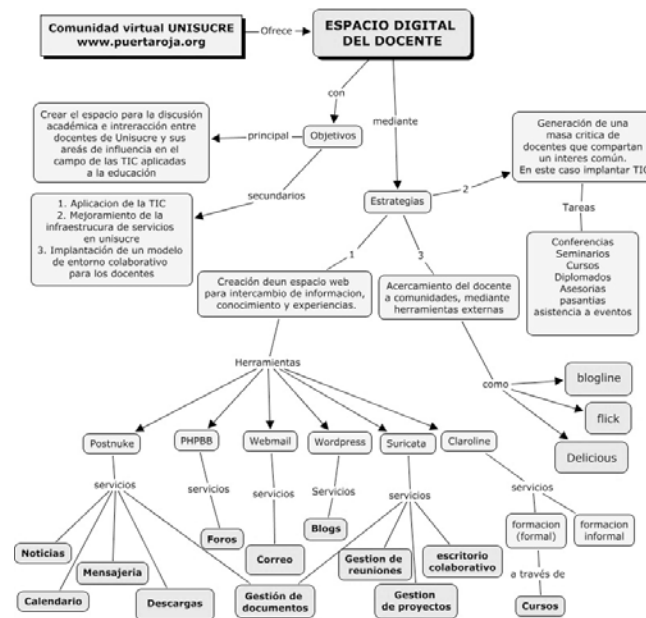 Comunidad virtual UNISUCRE
www.puertaroja.org
Ofrece
ESPACIO DIGITAL
DEL DOCENTE
con
mediante
Crear el espacio para la discusión
académica e interacción entre
docentes de Unisucre y sus
areás de influencia en el
campo de las TIC aplicadas
a la educación
principal
Objetivos
secundarios
1. Aplicacion de la TIC
2. Mejoramiento de la
infraestrucura de servicios
en unisucre
3. Implantación de un modelo
de entorno colaborativo
para los docentes
Estrategias
2
Generación de una
masa critica de
docentes que compartan
un interes común.
En este caso implantar TIC
Tareas
Conferencias
Seminarios
Cursos
Diplomados
Asesorias
pasantias
asistencia a eventos
1
3
Creación deun espacio web
para intercambio de informacion,
conocimiento y experiencias.
Acercamiento del docente
a comunidades, mediante
herramientas externas
Herramientas
como
blogline
flick
Delicious
Postnuke
PHPBB
Webmail
Wordpress
Suricata
Claroline
servicios
servicios
servicios
Servicios
servicios
servicios
Noticias
Mensajeria
Calendario
Descargas
Foros
Correo
Blogs
Gestión de
documentos
Gestion de
reuniones
Gestion
de proyectos
escritorio
colaborativo
formacion
(formal)
formacion
informal
a través de
Cursos